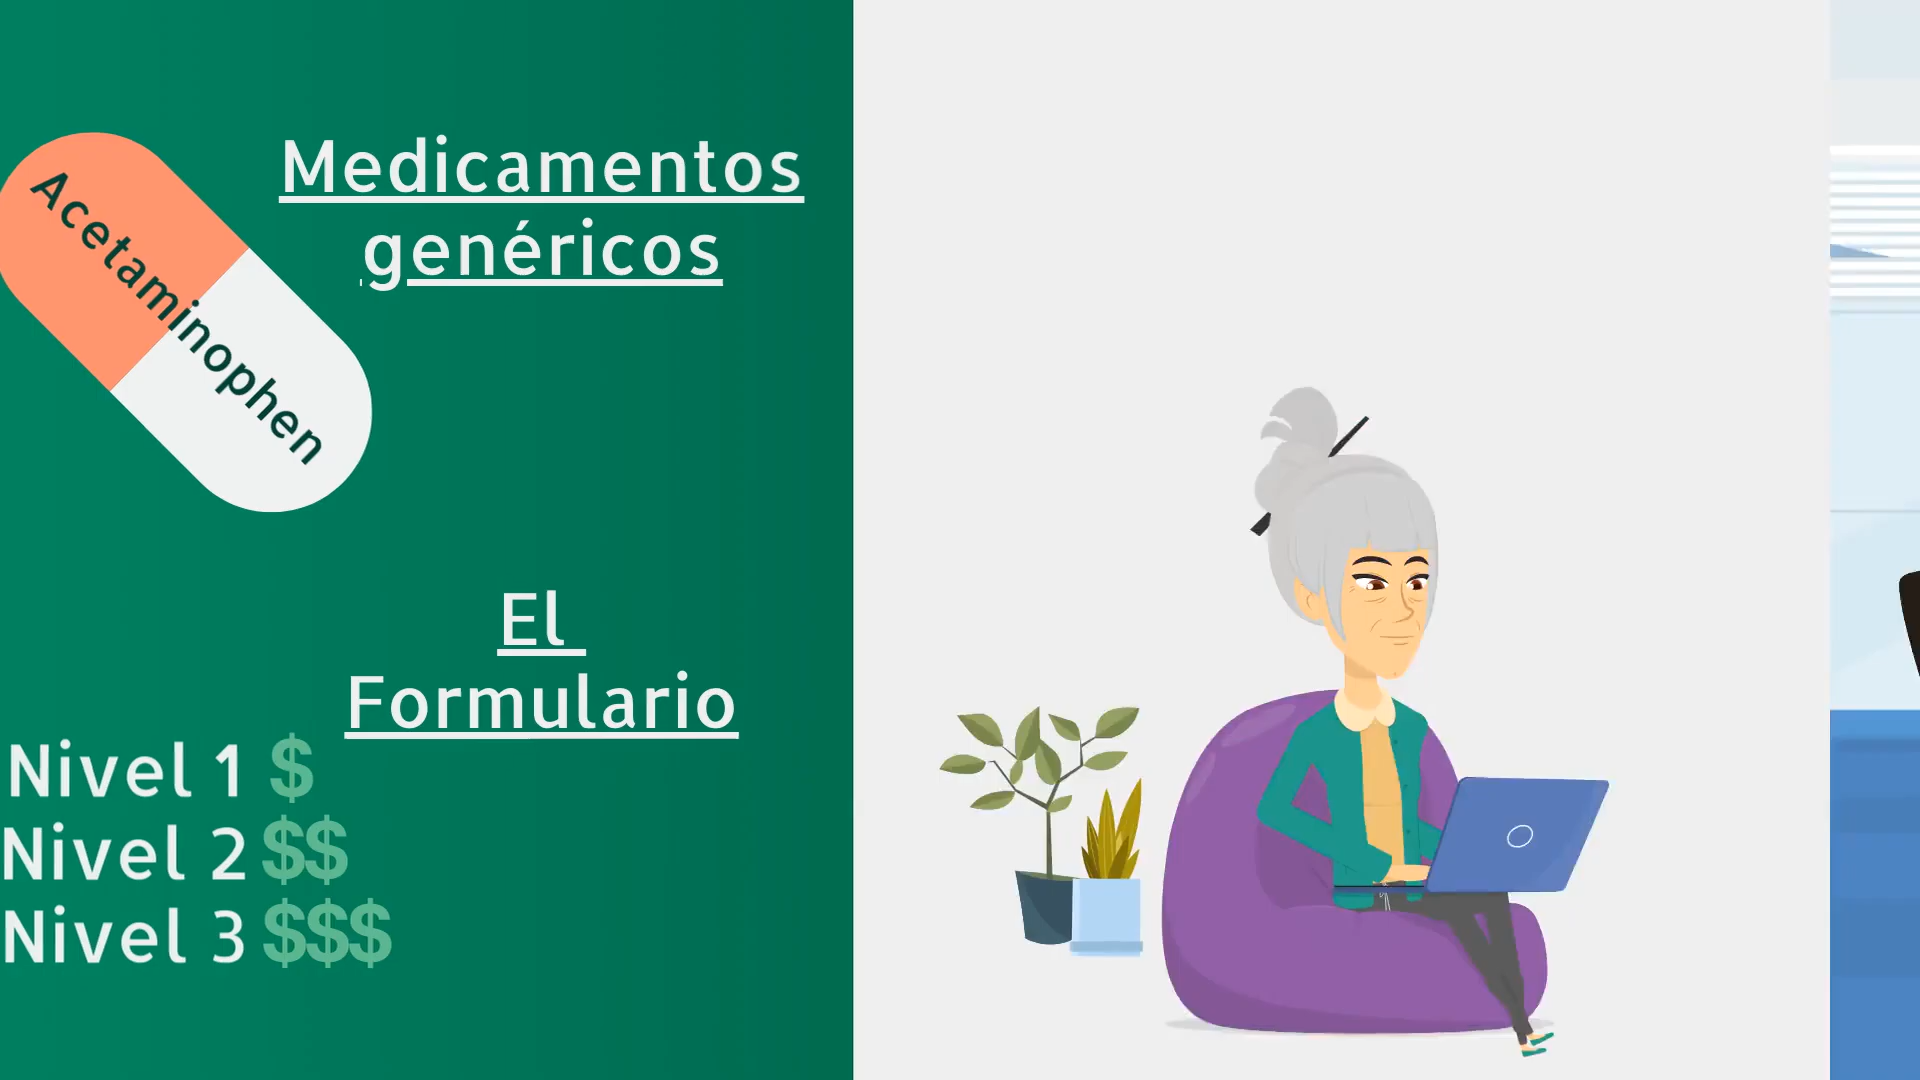 Medicamentos
genéricos
Acetaminophen
El
Formulario
Nivel 1 $
Nivel 2 $$
Nivel 3 $$$